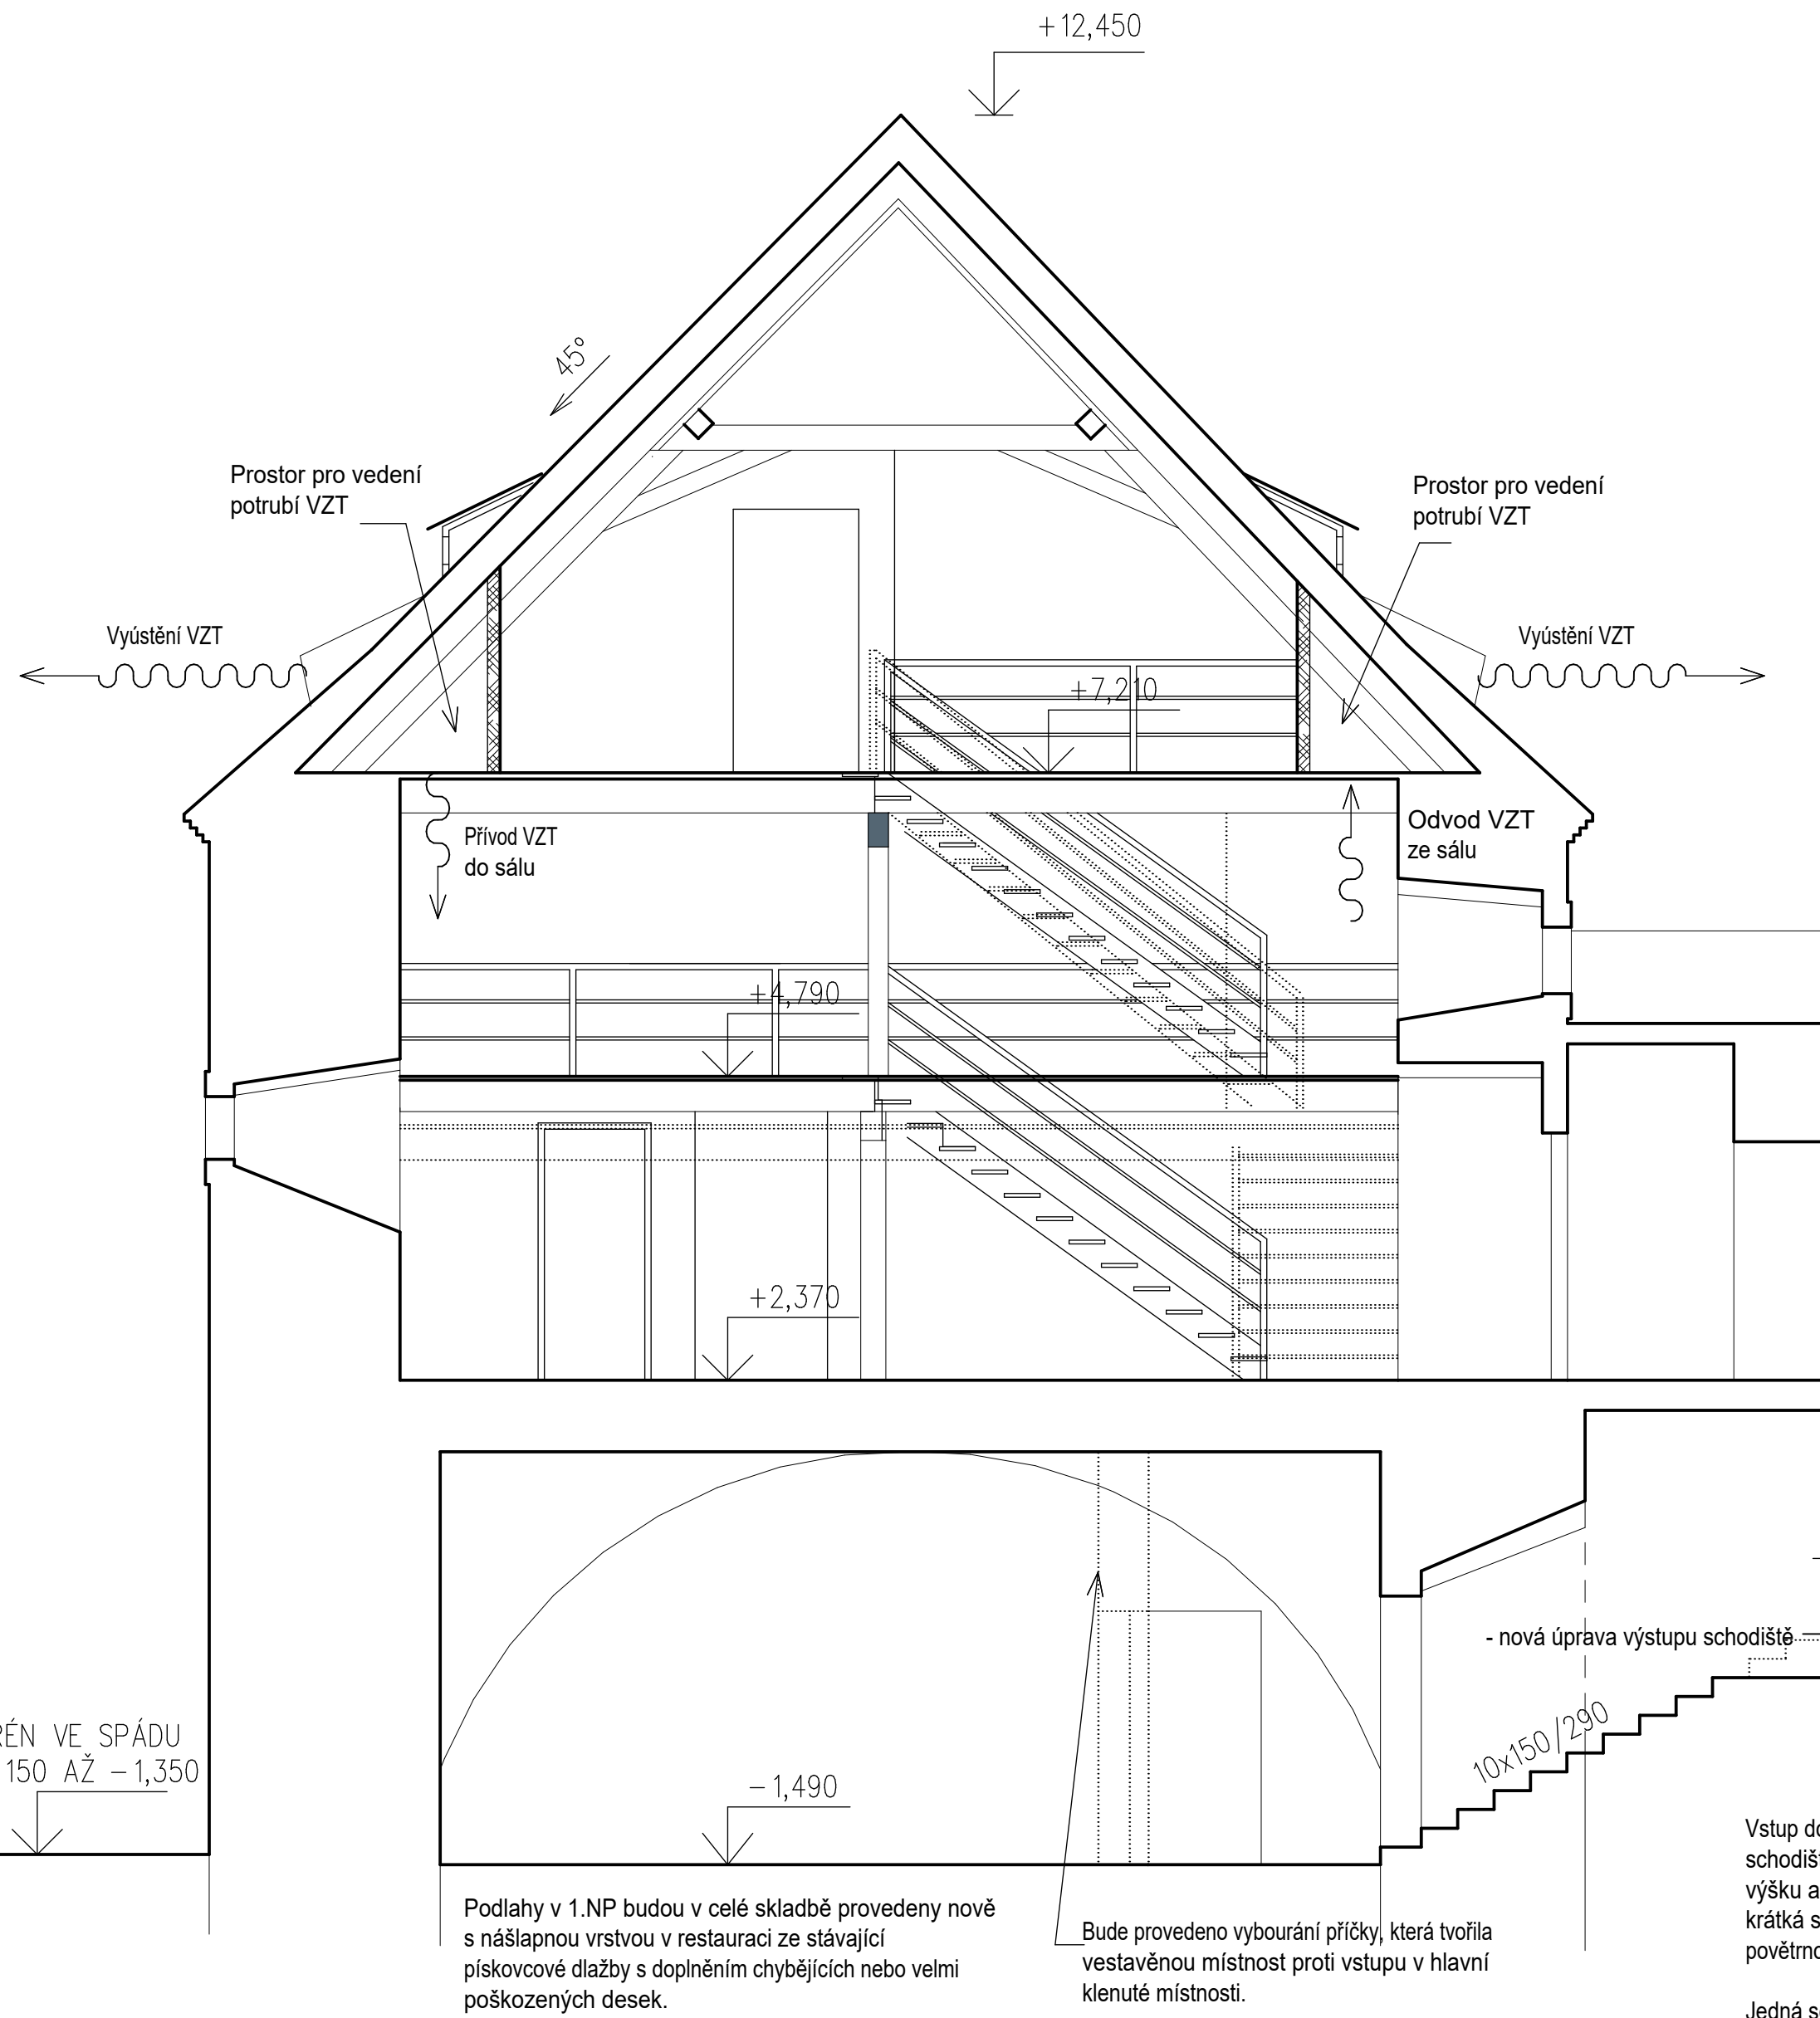 +12,450
45°
Prostor pro vedení
potrubí VZT
Prostor pro vedení
potrubí VZT
Vyústění VZT
Vyústění VZT
+7,210
Přívod VZT
do sálu
Odvod VZT
ze sálu
+4,790
+2,370
- nová úprava výstupu schodiště
10x150/290
VE SPÁDU
150 AŽ -1,350
-1,490
Podlahy v 1.NP budou v celé skladbě provedeny nově
s nášlapnou vrstvou v restauraci ze stávající
pískovcové dlažby s doplněním chybějících nebo velmi
poškozených desek.
Bude provedeno vybourání příčky, která tvořila
vestavěnou místnost proti vstupu v hlavní
klenuté místnosti.
Vstup
výšku a
krátká
Jedná